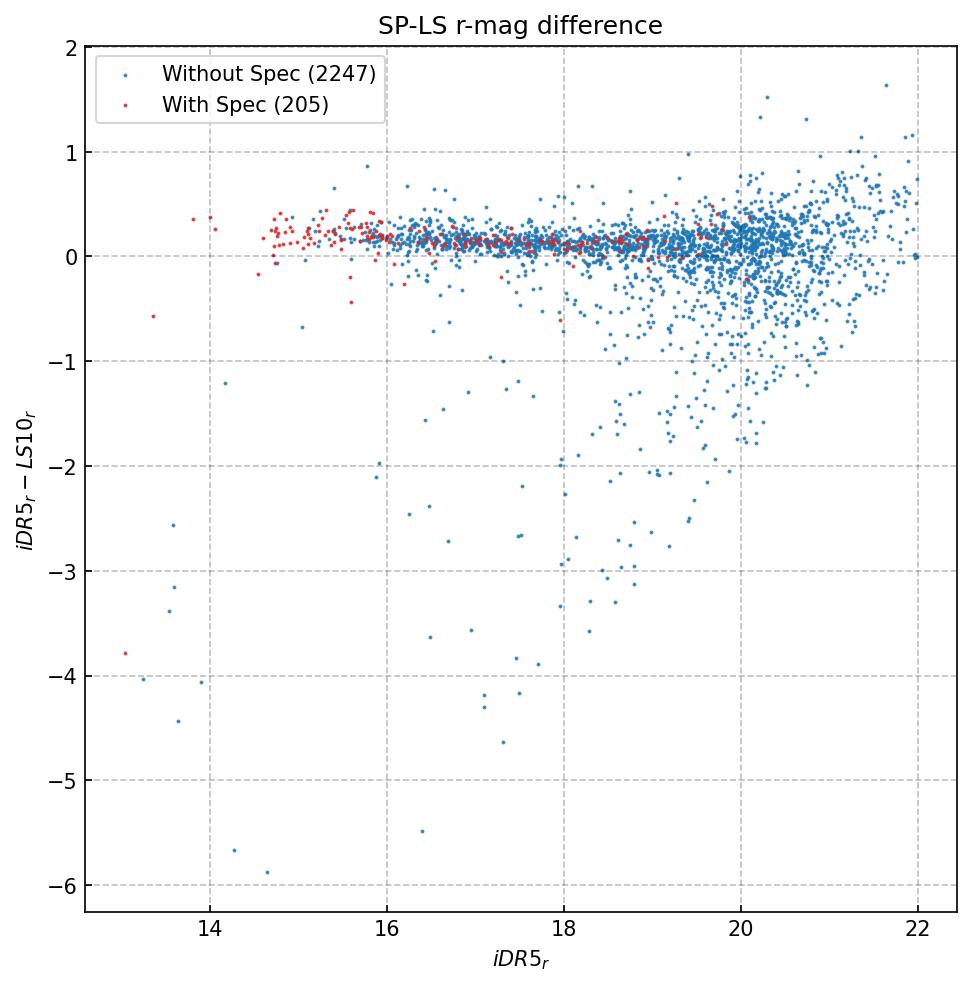 SP-LS r-mag difference
Without Spec (2247)
With Spec (205)
2
1
0
−1
−2
−3
−4
−5
−6
iDR5r − LS10r
14
16
18
20
22
iDR5r